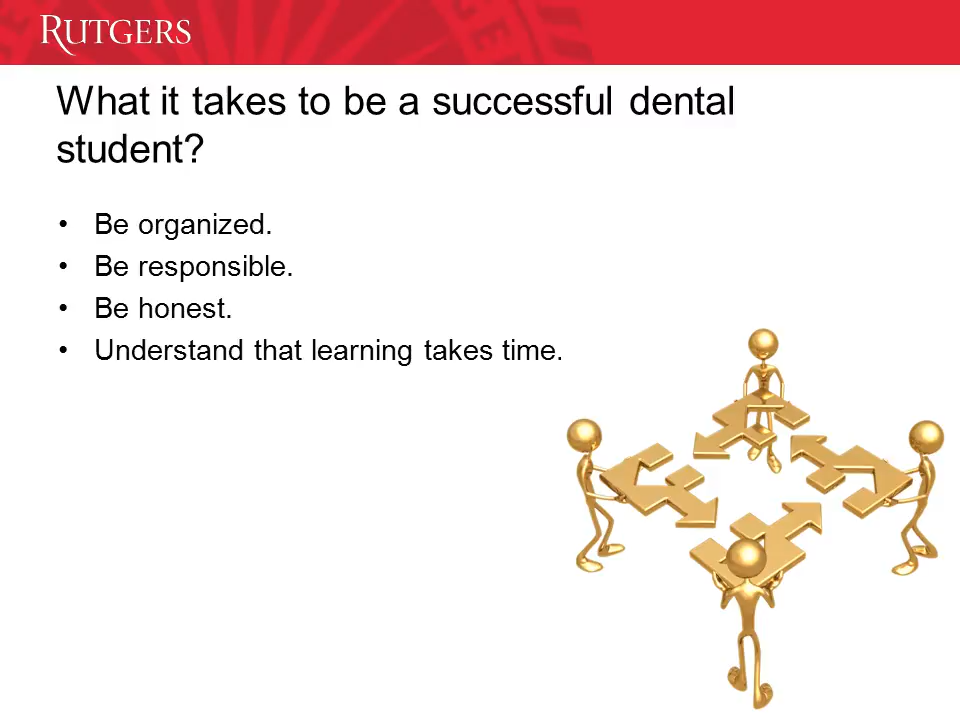 RUTGERS
What it takes to be a successful dental
student?
• Be organized.
• Be responsible.
• Be honest.
• Understand that learning takes time.